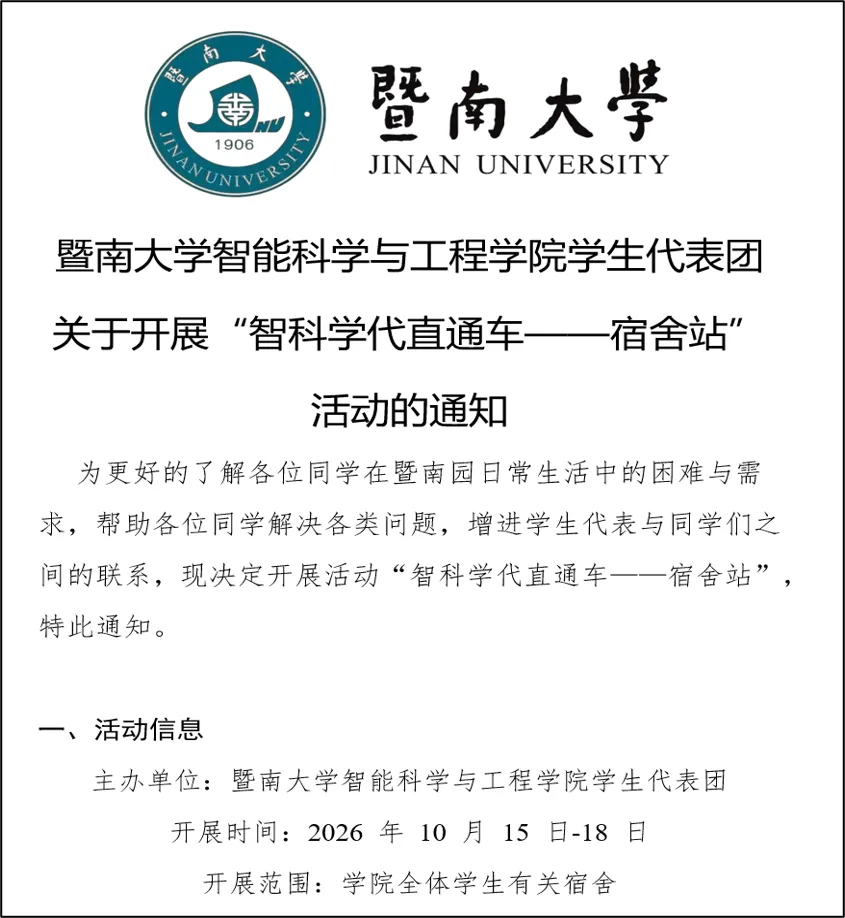 暨南大学
JINAN UNIVERSITY
1906
暨南大学
JINAN UNIVERSITY
暨南大学智能科学与工程学院学生代表团
关于开展“智科学代直通车——宿舍站”
活动的通知
为更好的了解各位同学在暨南园日常生活中的困难与需
求，帮助各位同学解决各类问题，增进学生代表与同学们之
间的联系，现决定开展活动“智科学代直通车——宿舍站”，
特此通知。
一、活动信息
主办单位：暨南大学智能科学与工程学院学生代表团
开展时间：2026 年 10 月 15 日-18 日
开展范围：学院全体学生有关宿舍